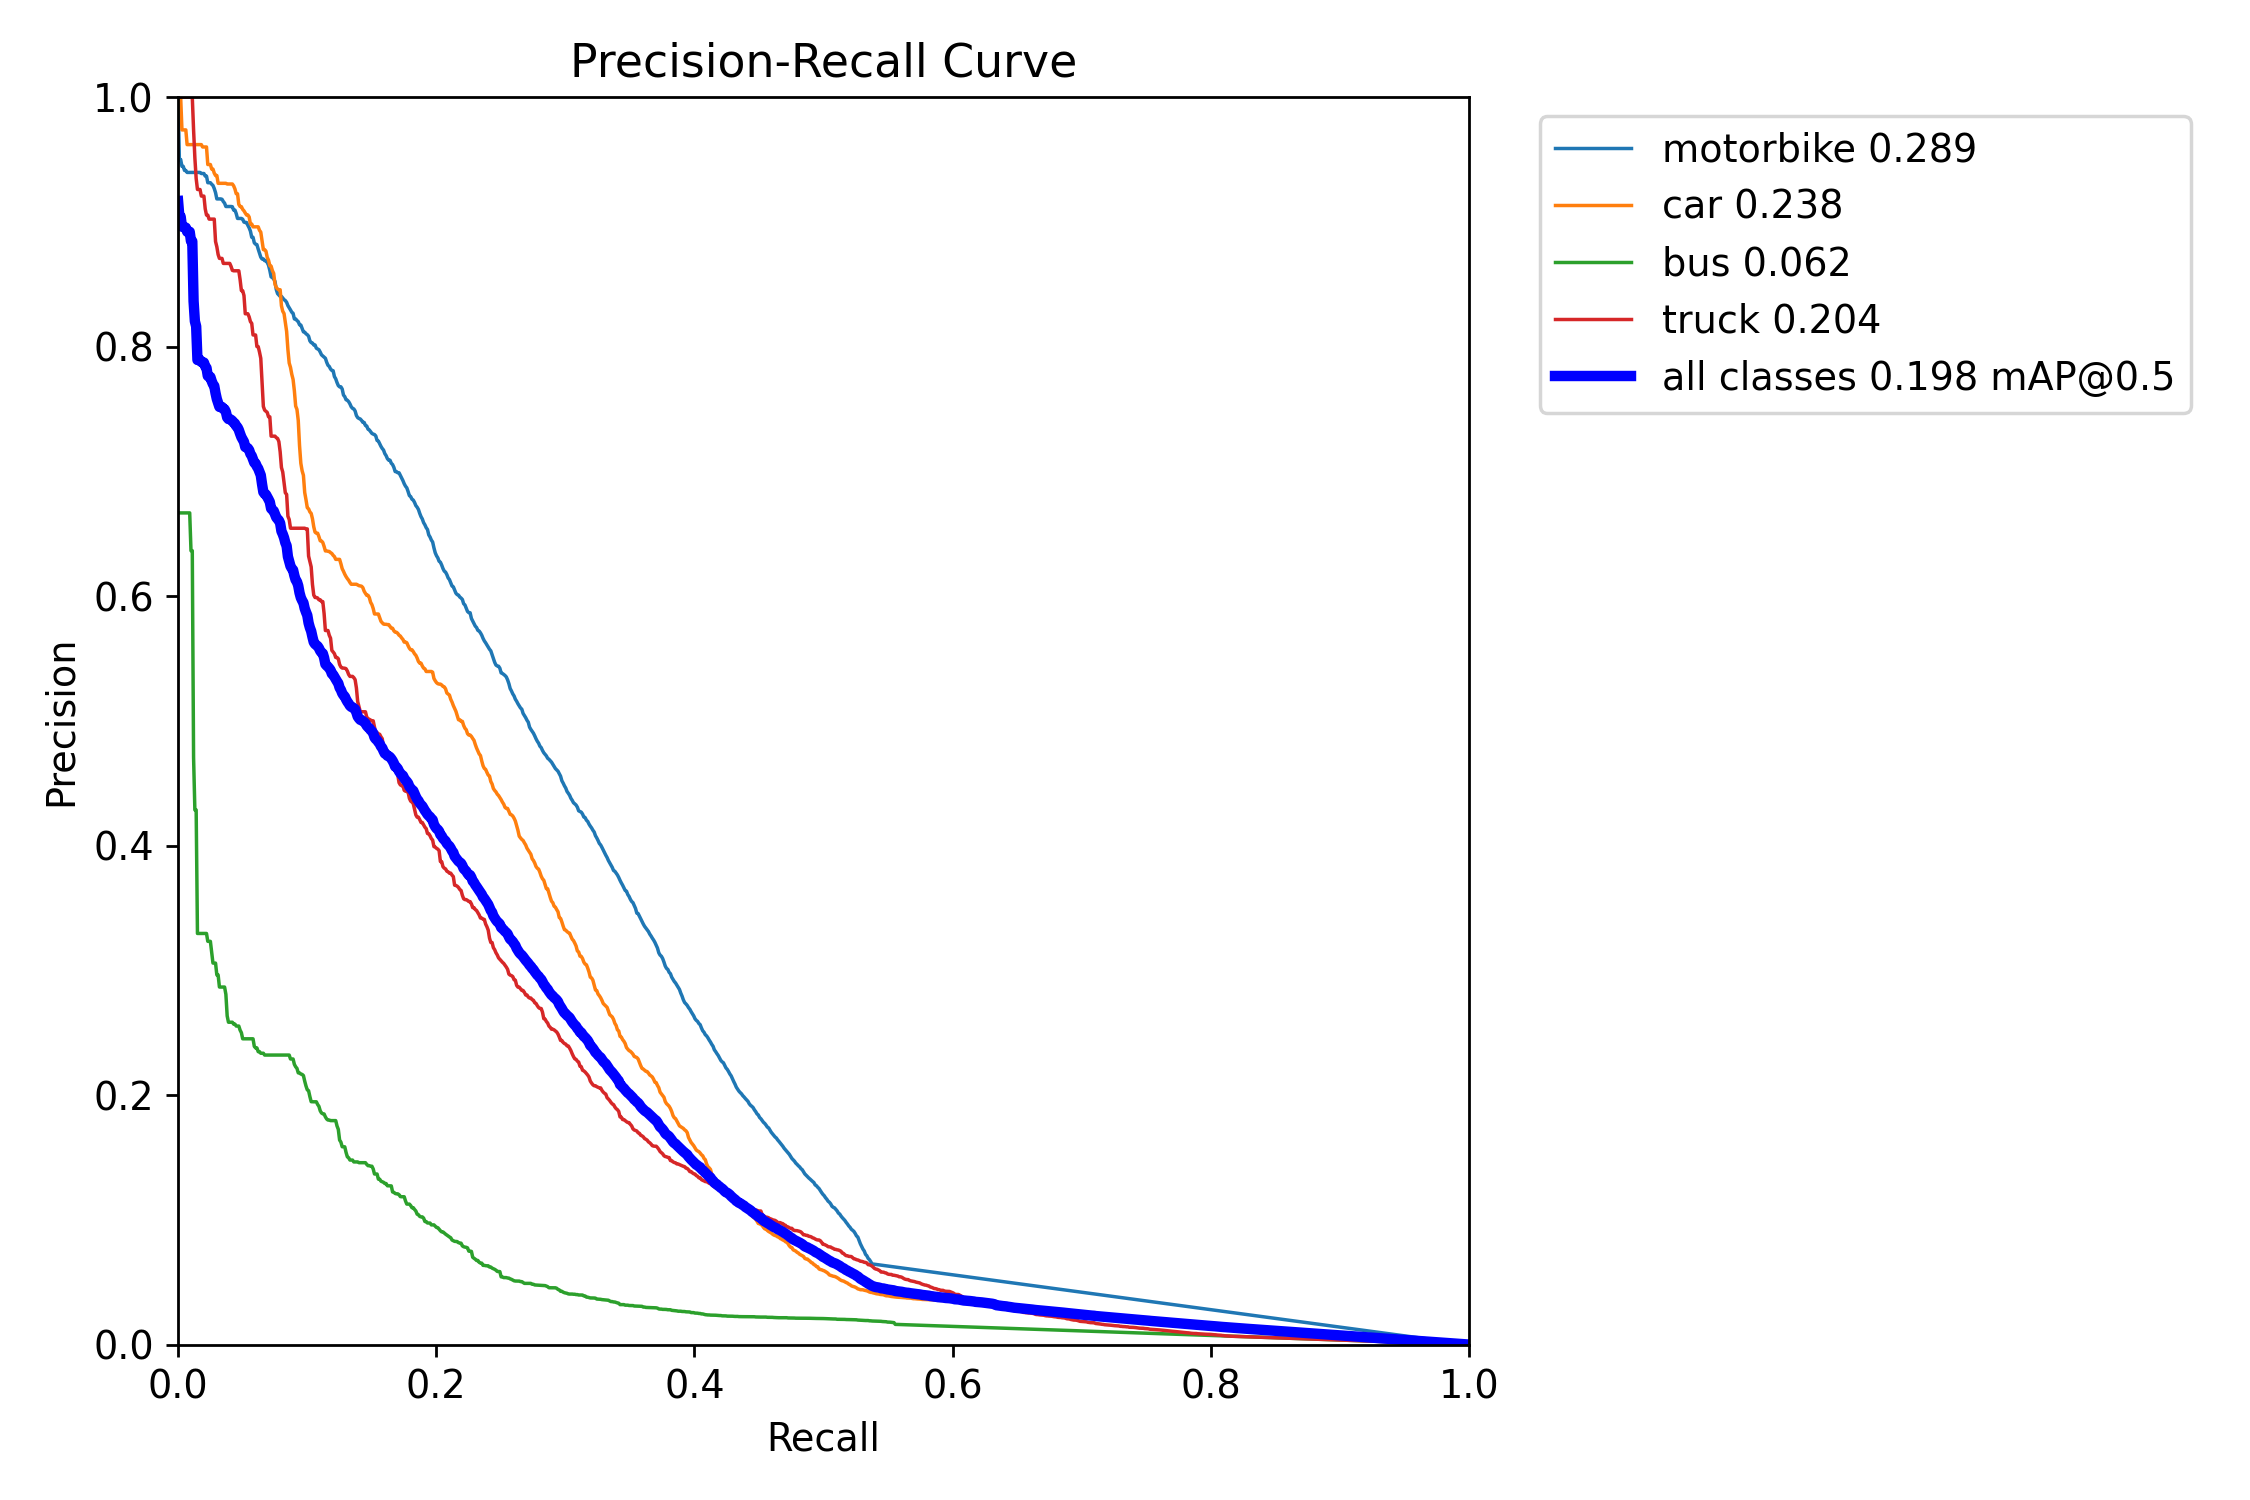 Precision-Recall Curve
1.0
0.8
0.6
0.4
0.2
0.0
Precision
0.0 0.2 0.4 0.6 0.8 1.0
Recall
motorbike 0.289
car 0.238
bus 0.062
truck 0.204
all classes 0.198 mAP@0.5